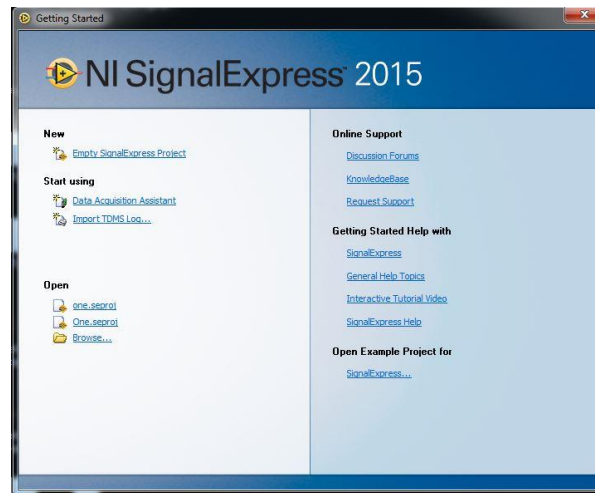 Getting Started
NI SignalExpress™ 2015
New
Empty SignalExpress Project
Start using
Data Acquisition Assistant
Import TDMS Log...
Open
one.seproj
One.seproj
Browse...
Online Support
Discussion Forums
KnowledgeBase
Request Support
Getting Started Help with
SignalExpress
General Help Topics
Interactive Tutorial Video
SignalExpress Help
Open Example Project for
SignalExpress...